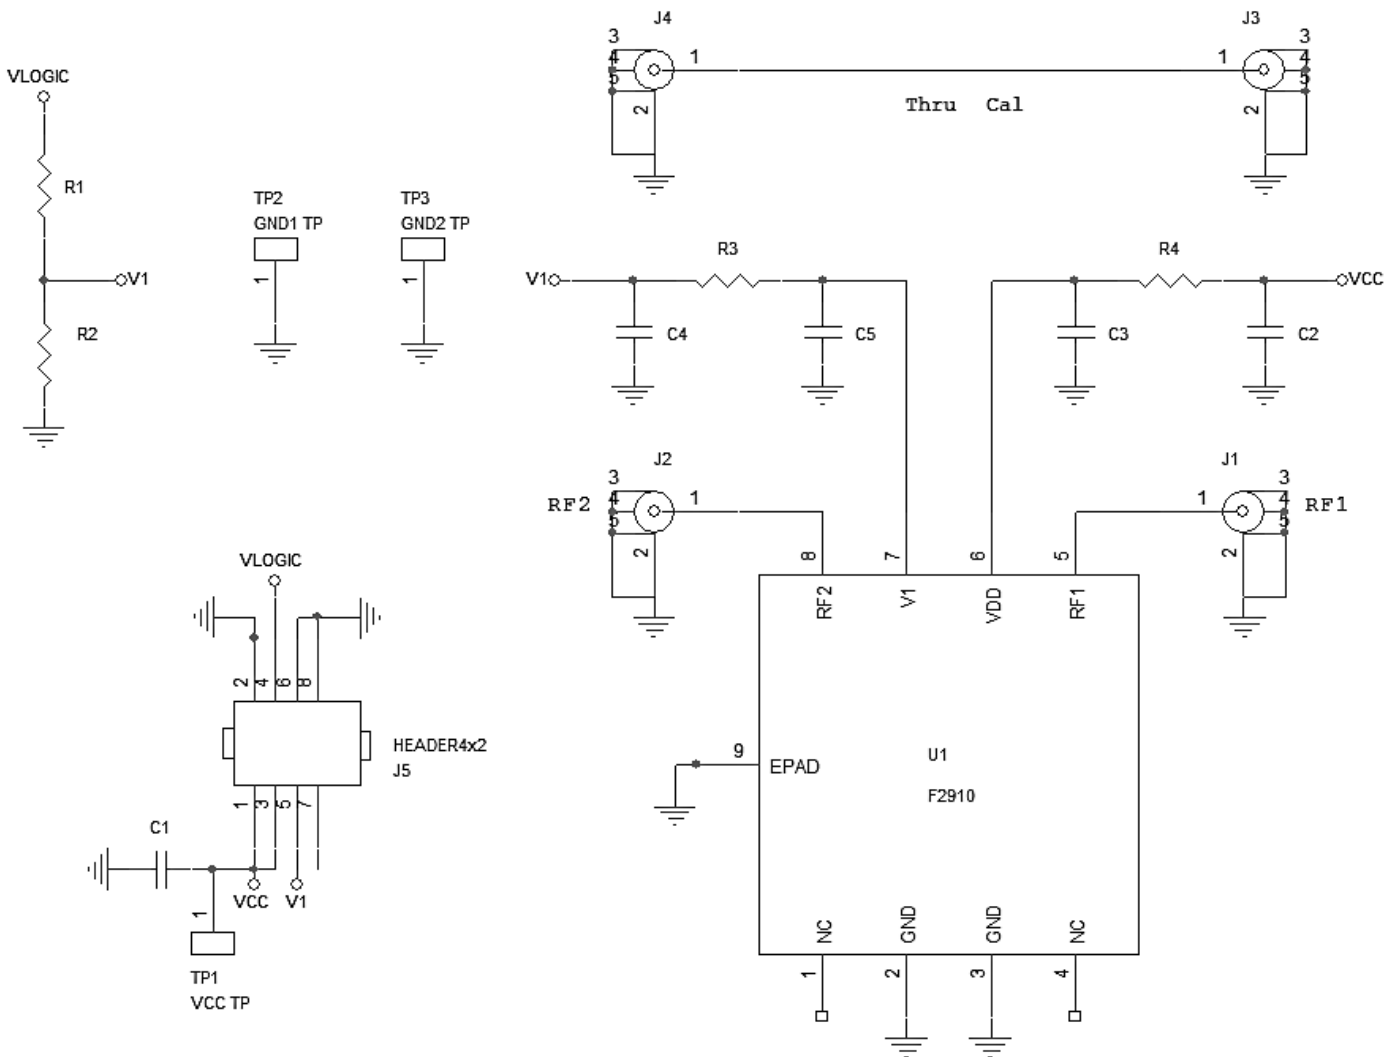 J4
J3
3
4
5
1
2
1
3
4
5
2
Thru Cal
VLOGIC
R1
V1
R2
TP2
GND1 TP
1
TP3
GND2 TP
1
V1
R3
C4
C5
R4
VCC
C3
C2
J2
RF2
3
4
5
1
2
J1
1
3
4
5
2
RF1
8
7
6
5
RF2
V1
VDD
RF1
9
EPAD
U1
F2910
NC
GND
GND
NC
1
2
3
4
VLOGIC
2
4
6
8
HEADER4x2
J5
1
3
5
7
C1
VCC
V1
1
TP1
VCC TP